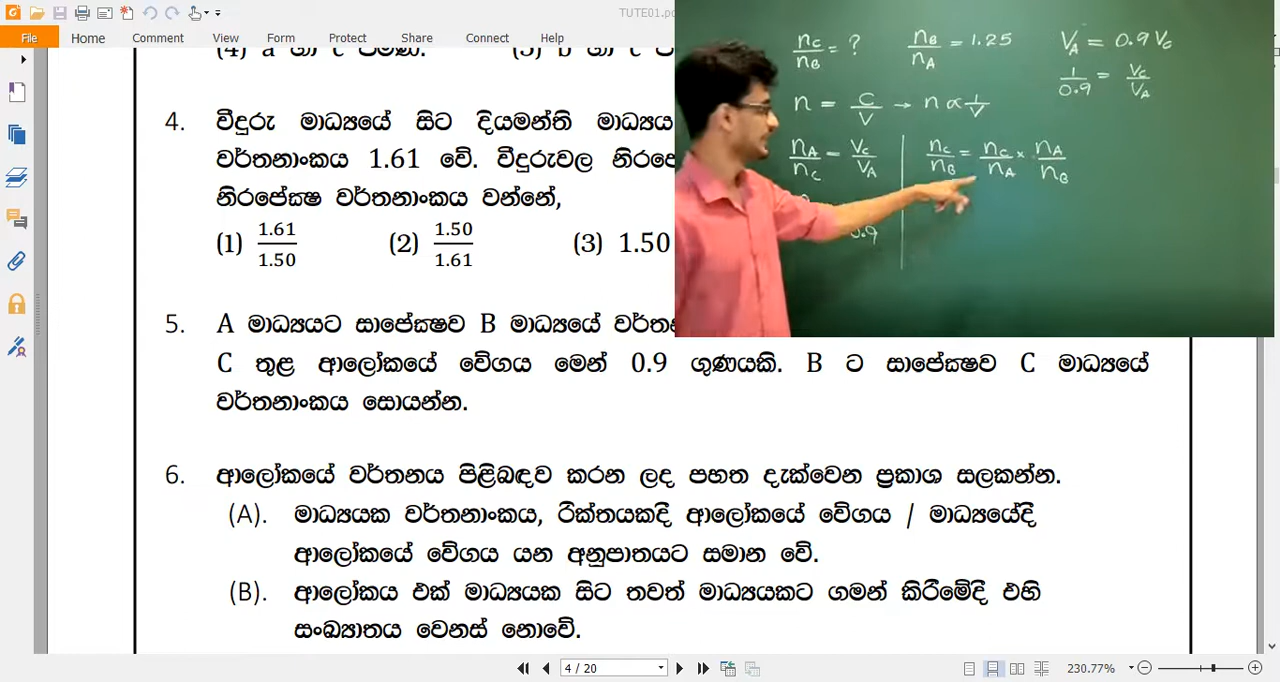 TUTE01.pc
File Home Comment View Form Protect Share Connect Help
4. වීදුරු මාධ්‍යයේ සිට දියමන්ති මාධ්‍යය
වර්තනාංකය 1.61 වේ. වීදුරුවල
නිරපේක්ෂ වර්තනාංකය වන්නේ,
(1) 1.61/1.50 (2) 1.50/1.61 (3) 1.50
5. A මාධ්‍යයට සාපේක්ෂව B මාධ්‍යයේ
C තුළ ආලෝකයේ වේගය මෙන් 0.9 ගුණයකි. B ට සාපේක්ෂව C මාධ්‍යයේ
වර්තනාංකය සොයන්න.
6. ආලෝකයේ වර්තනය පිළිබඳව කරන ලද පහත දැක්වෙන ප්‍රකාශ සලකන්න.
(A). මාධ්‍යයක වර්තනාංකය, රික්තයකදී ආලෝකයේ වේගය / මාධ්‍යයේදී
ආලෝකයේ වේගය යන අනුපාතයට සමාන වේ.
(B). ආලෝකය එක් මාධ්‍යයක සිට තවත් මාධ්‍යයකට ගමන් කිරීමේදී එහි
සංඛ්‍යාතය වෙනස් නොවේ.
nC/nB = ? nB/nA = 1.25 VA = 0.9 VC
1/0.9 = VC/VA
n = C/V → n ∝ 1/V
nA/nC = VC/VA nC/nB = nC/nA × nA/nB
0.9
4 / 20 230.77%